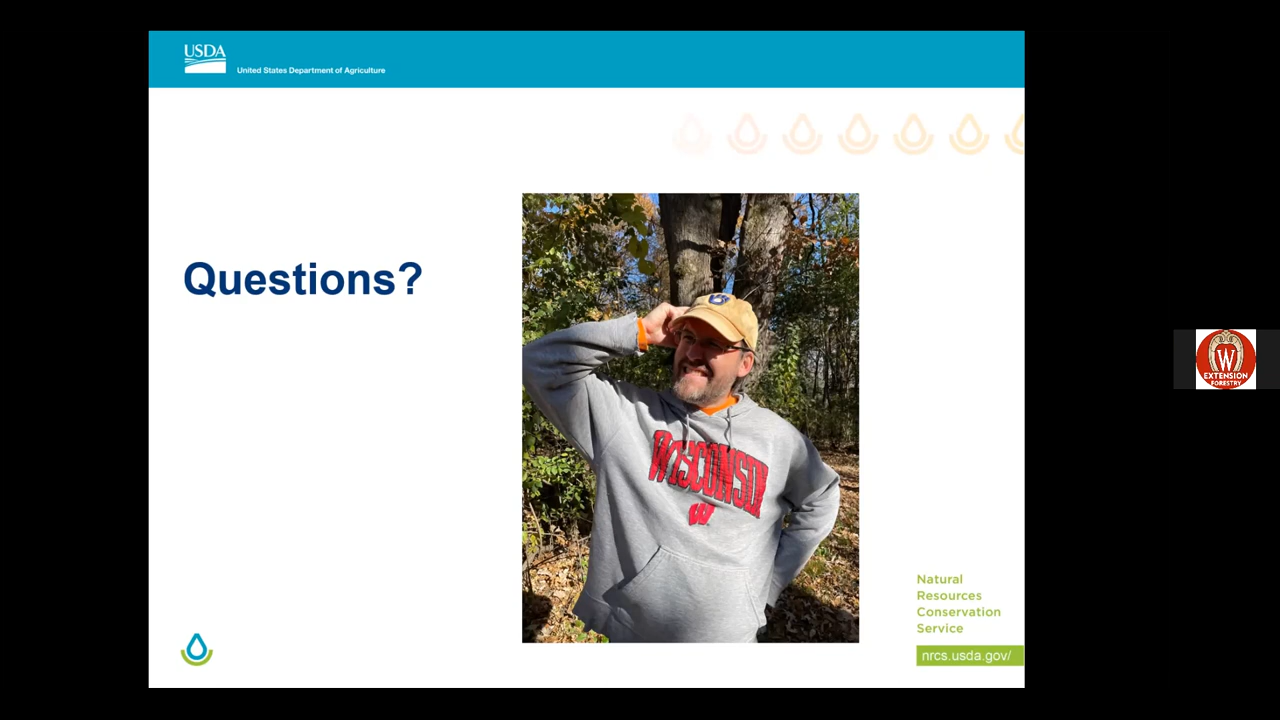 USDA
United States Department of Agriculture
Questions?
WISCONSIN
W
W
EXTENSION
FORESTRY
Natural
Resources
Conservation
Service
nrcs.usda.gov/